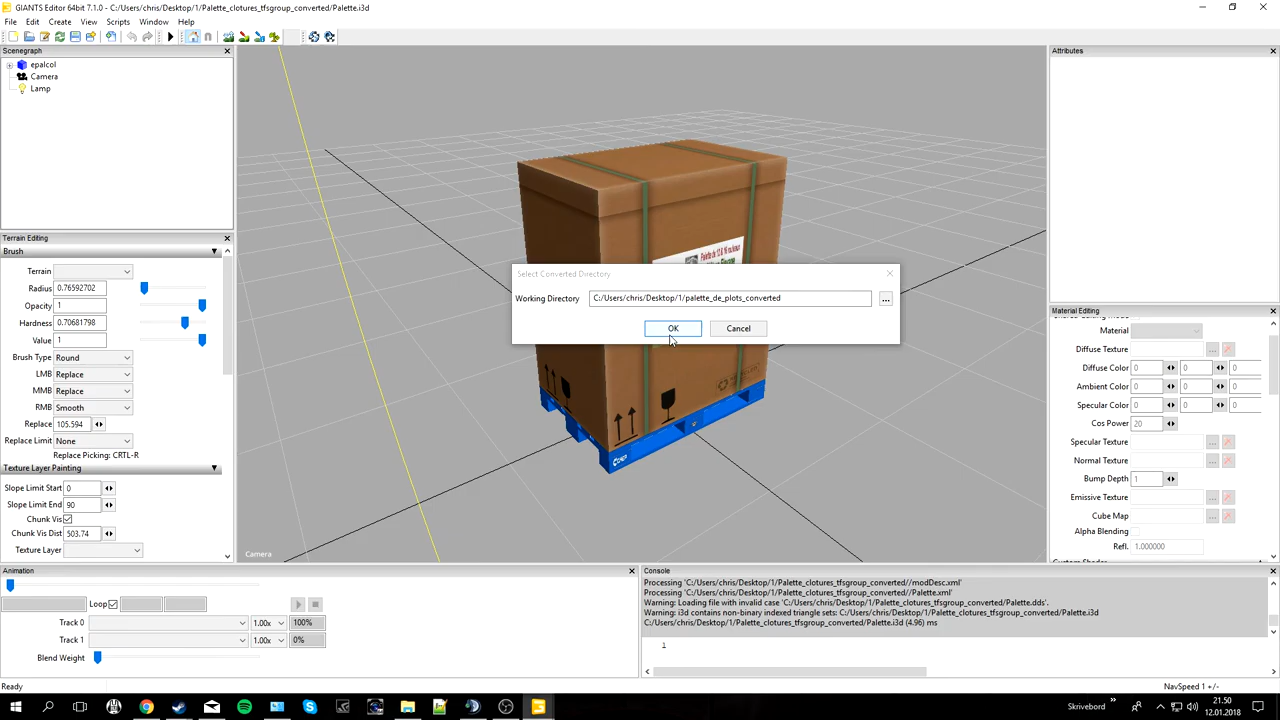 GIANTS Editor 64bit 7.1.0 - C:/Users/chris/Desktop/1/Palette_clotures_tfsgroup_converted/Palette.i3d
File Edit Create View Scripts Window Help
Scenegraph
epalcol
Camera
Lamp
Terrain Editing
Brush
Terrain
Radius 0.76592702
Opacity 1
Hardness 0.70681798
Value 1
Brush Type Round
LMB Replace
MMB Replace
RMB Smooth
Replace 105.594
Replace Limit None
Replace Picking: CRTL-R
Texture Layer Painting
Slope Limit Start 0
Slope Limit End 90
Chunk Vis
Chunk Vis Dist 503.74
Texture Layer
Select Converted Directory
Working Directory C:/Users/chris/Desktop/1/palette_de_plots_converted ...
OK Cancel
Camera
Attributes
Material Editing
Material
Diffuse Texture ...
Diffuse Color 0 0 0
Ambient Color 0 0 0
Specular Color 0 0 0
Cos Power 20
Specular Texture ...
Normal Texture ...
Bump Depth 1
Emissive Texture ...
Cube Map ...
Alpha Blending
Refl. 1.000000
Animation
Loop
Track 0 1.00x 100%
Track 1 1.00x 0%
Blend Weight
Console
Processing 'C:/Users/chris/Desktop/1/Palette_clotures_tfsgroup_converted//modDesc.xml'
Processing 'C:/Users/chris/Desktop/1/Palette_clotures_tfsgroup_converted//Palette.xml'
Warning: Loading file with invalid case 'C:/Users/chris/Desktop/1/Palette_clotures_tfsgroup_converted/Palette.dds'.
Warning: i3d contains non-binary indexed triangle sets: C:/Users/chris/Desktop/1/Palette_clotures_tfsgroup_converted/Palette.i3d
C:/Users/chris/Desktop/1/Palette_clotures_tfsgroup_converted/Palette.i3d (4.96) ms
1
Ready
NavSpeed 1 +/-
Skrivebord
21.50
12.01.2018